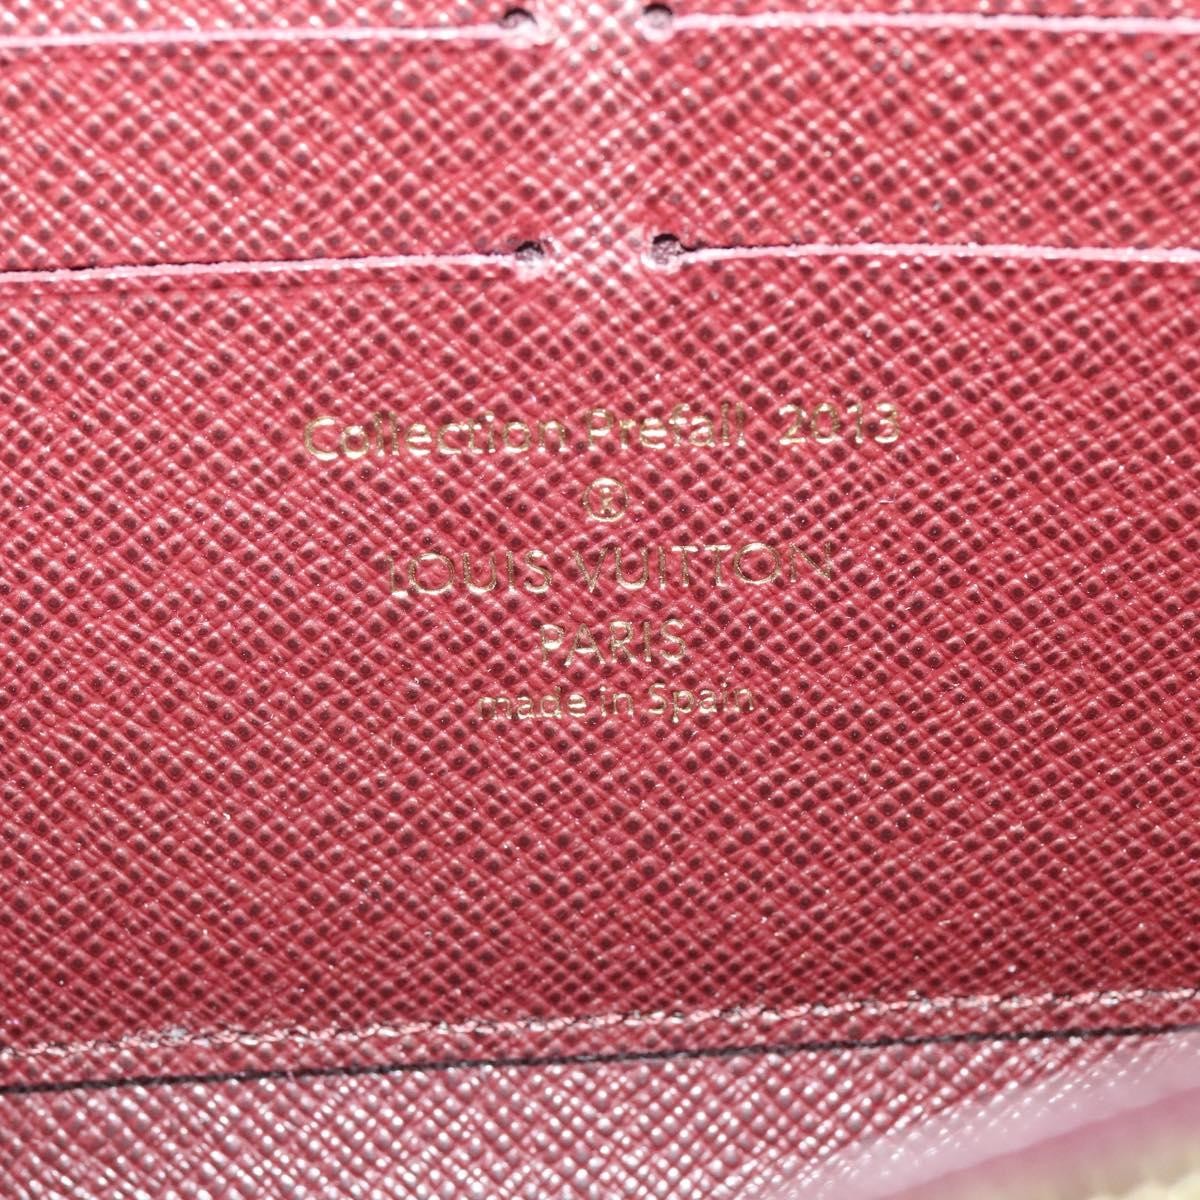 Collection Prefall 2013
®
LOUIS VUITTON
PARIS
made in Spain